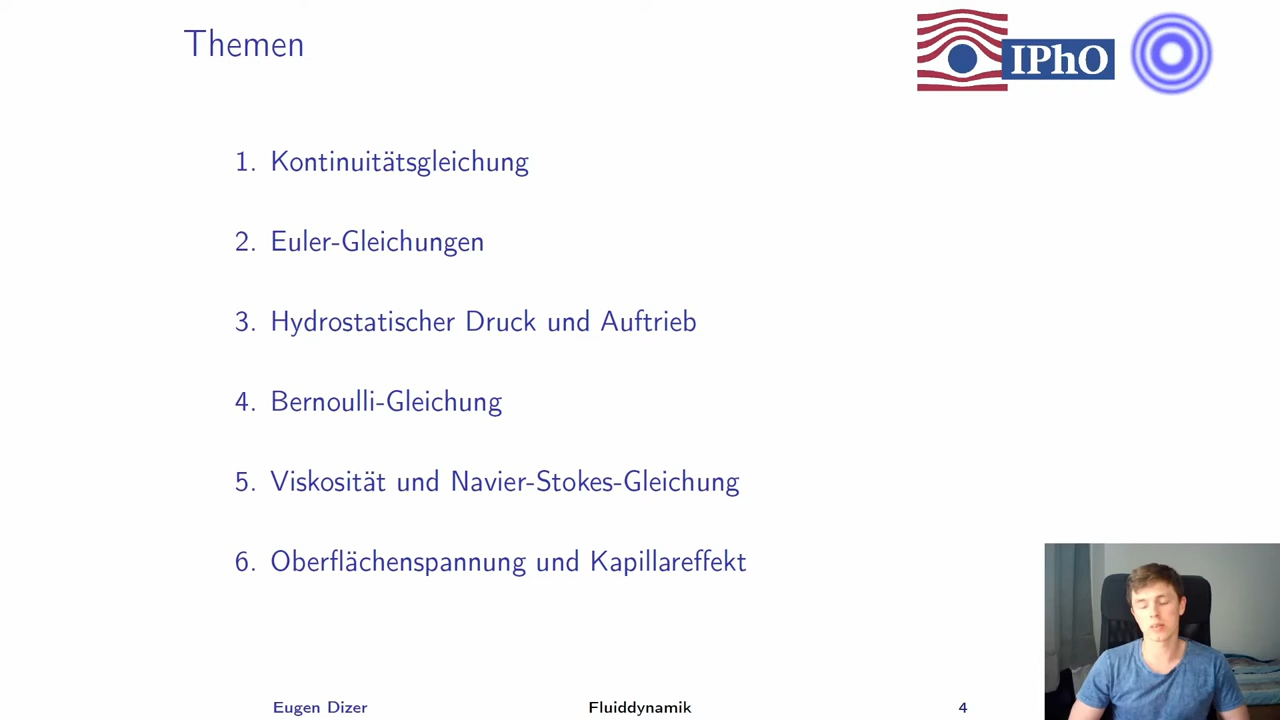 Themen
IPhO
1. Kontinuitätsgleichung
2. Euler-Gleichungen
3. Hydrostatischer Druck und Auftrieb
4. Bernoulli-Gleichung
5. Viskosität und Navier-Stokes-Gleichung
6. Oberflächenspannung und Kapillareffekt
Eugen Dizer
Fluiddynamik
4